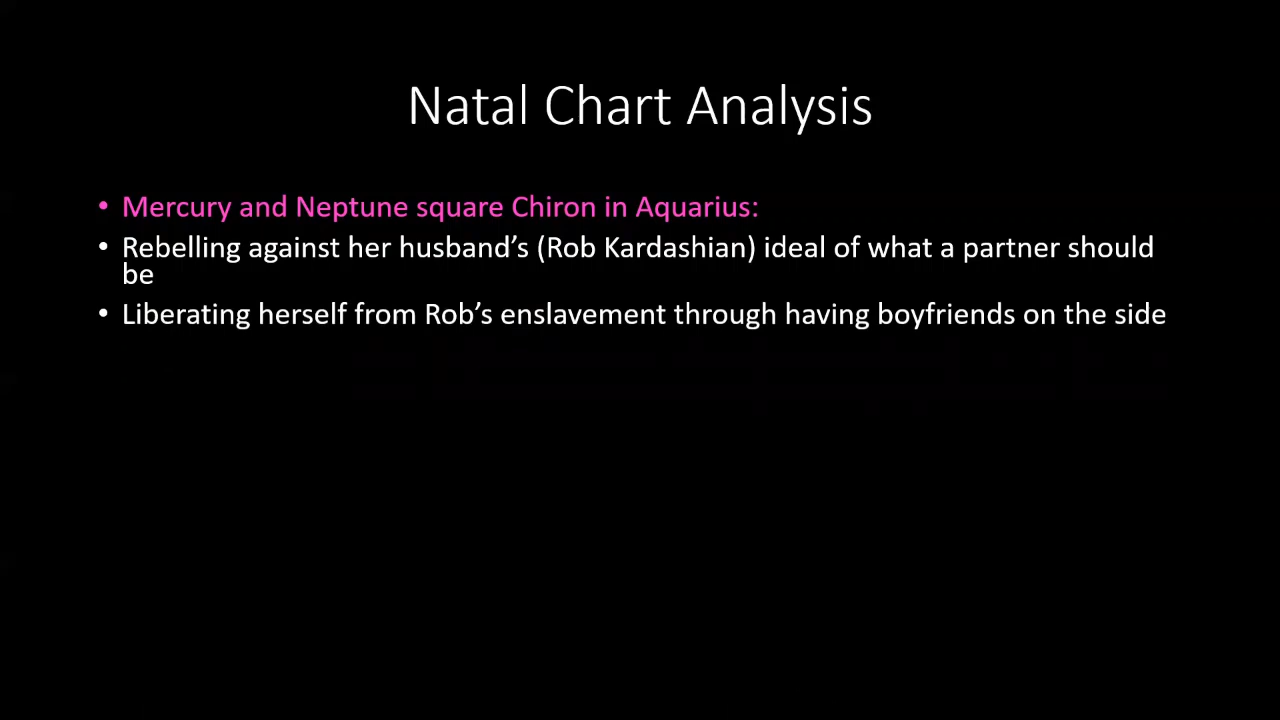 Natal Chart Analysis
• Mercury and Neptune square Chiron in Aquarius:
• Rebelling against her husband’s (Rob Kardashian) ideal of what a partner should
be
• Liberating herself from Rob’s enslavement through having boyfriends on the side